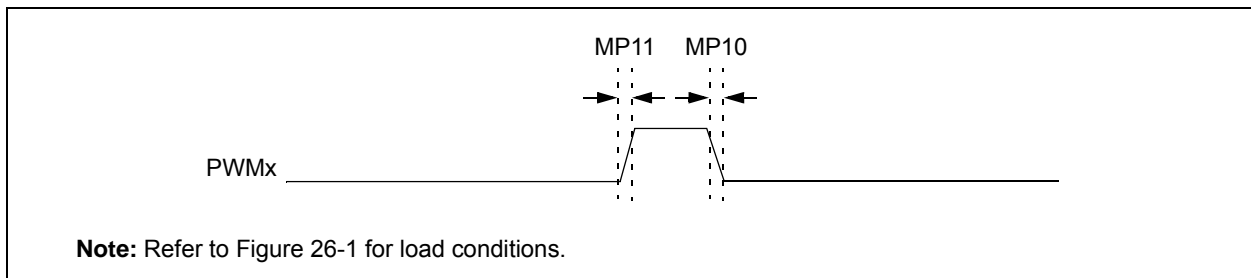 MP11 MP10
PWMx
Note: Refer to Figure 26-1 for load conditions.